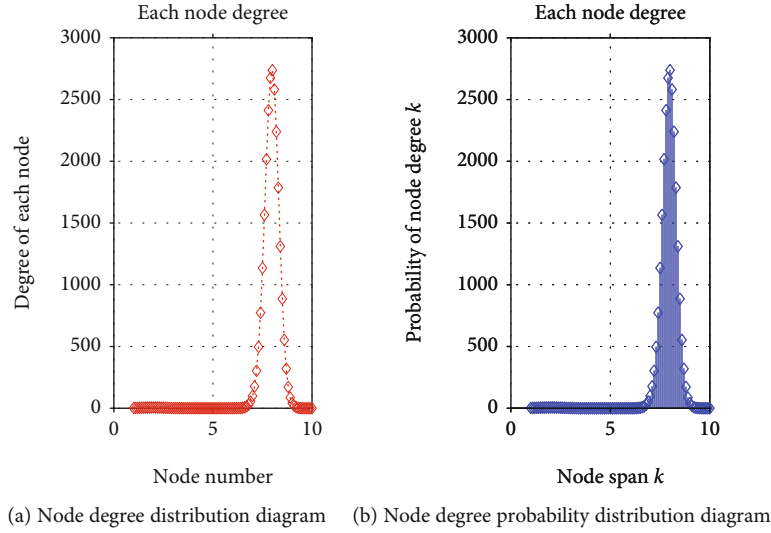 Each node degree
3000
2500
2000
1500
1000
500
0
Degree of each node
0 5 10
Node number
(a) Node degree distribution diagram
Each node degree
3000
2500
2000
1500
1000
500
0
Probability of node degree k
0 5 10
Node span k
(b) Node degree probability distribution diagram